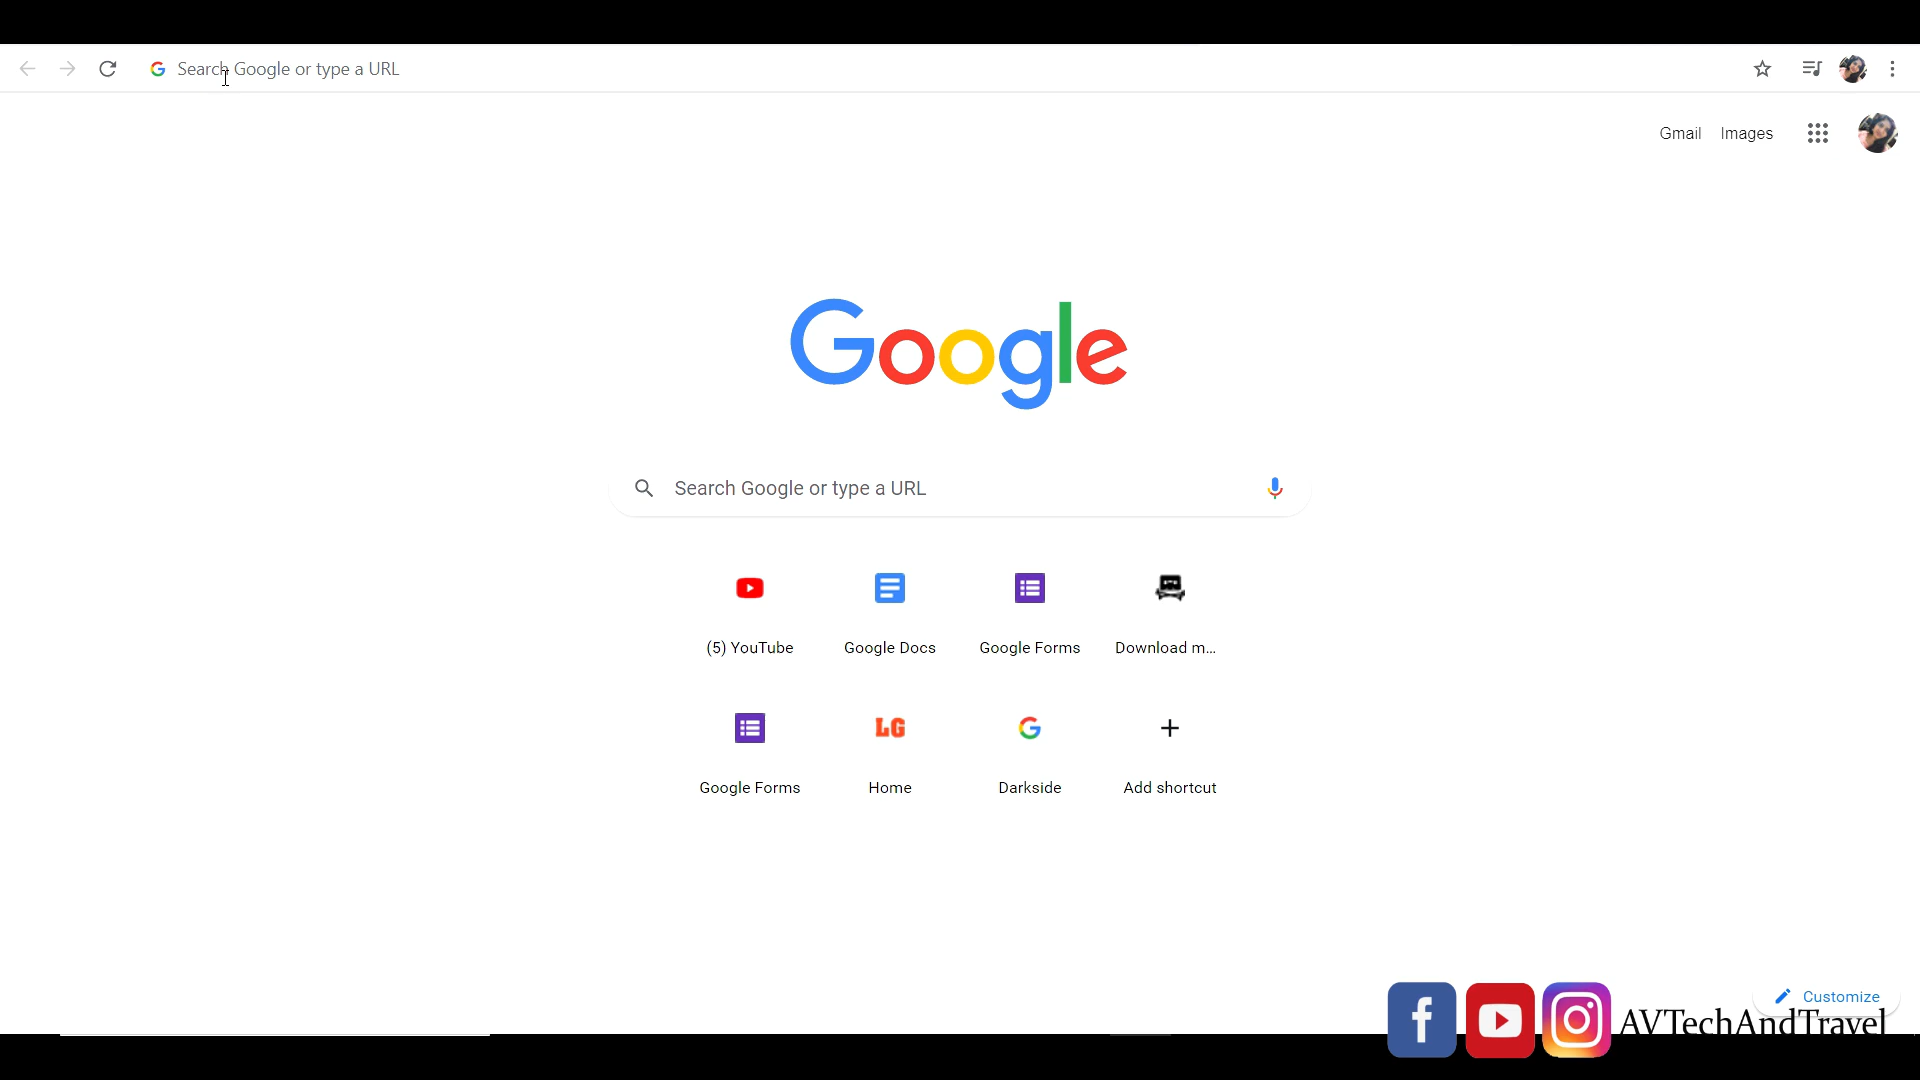 Search Google or type a URL
Gmail Images
Google
Search Google or type a URL
(5) YouTube Google Docs Google Forms Download m...
LG
Google Forms Home Darkside Add shortcut
Customize
AVTechAndTravel